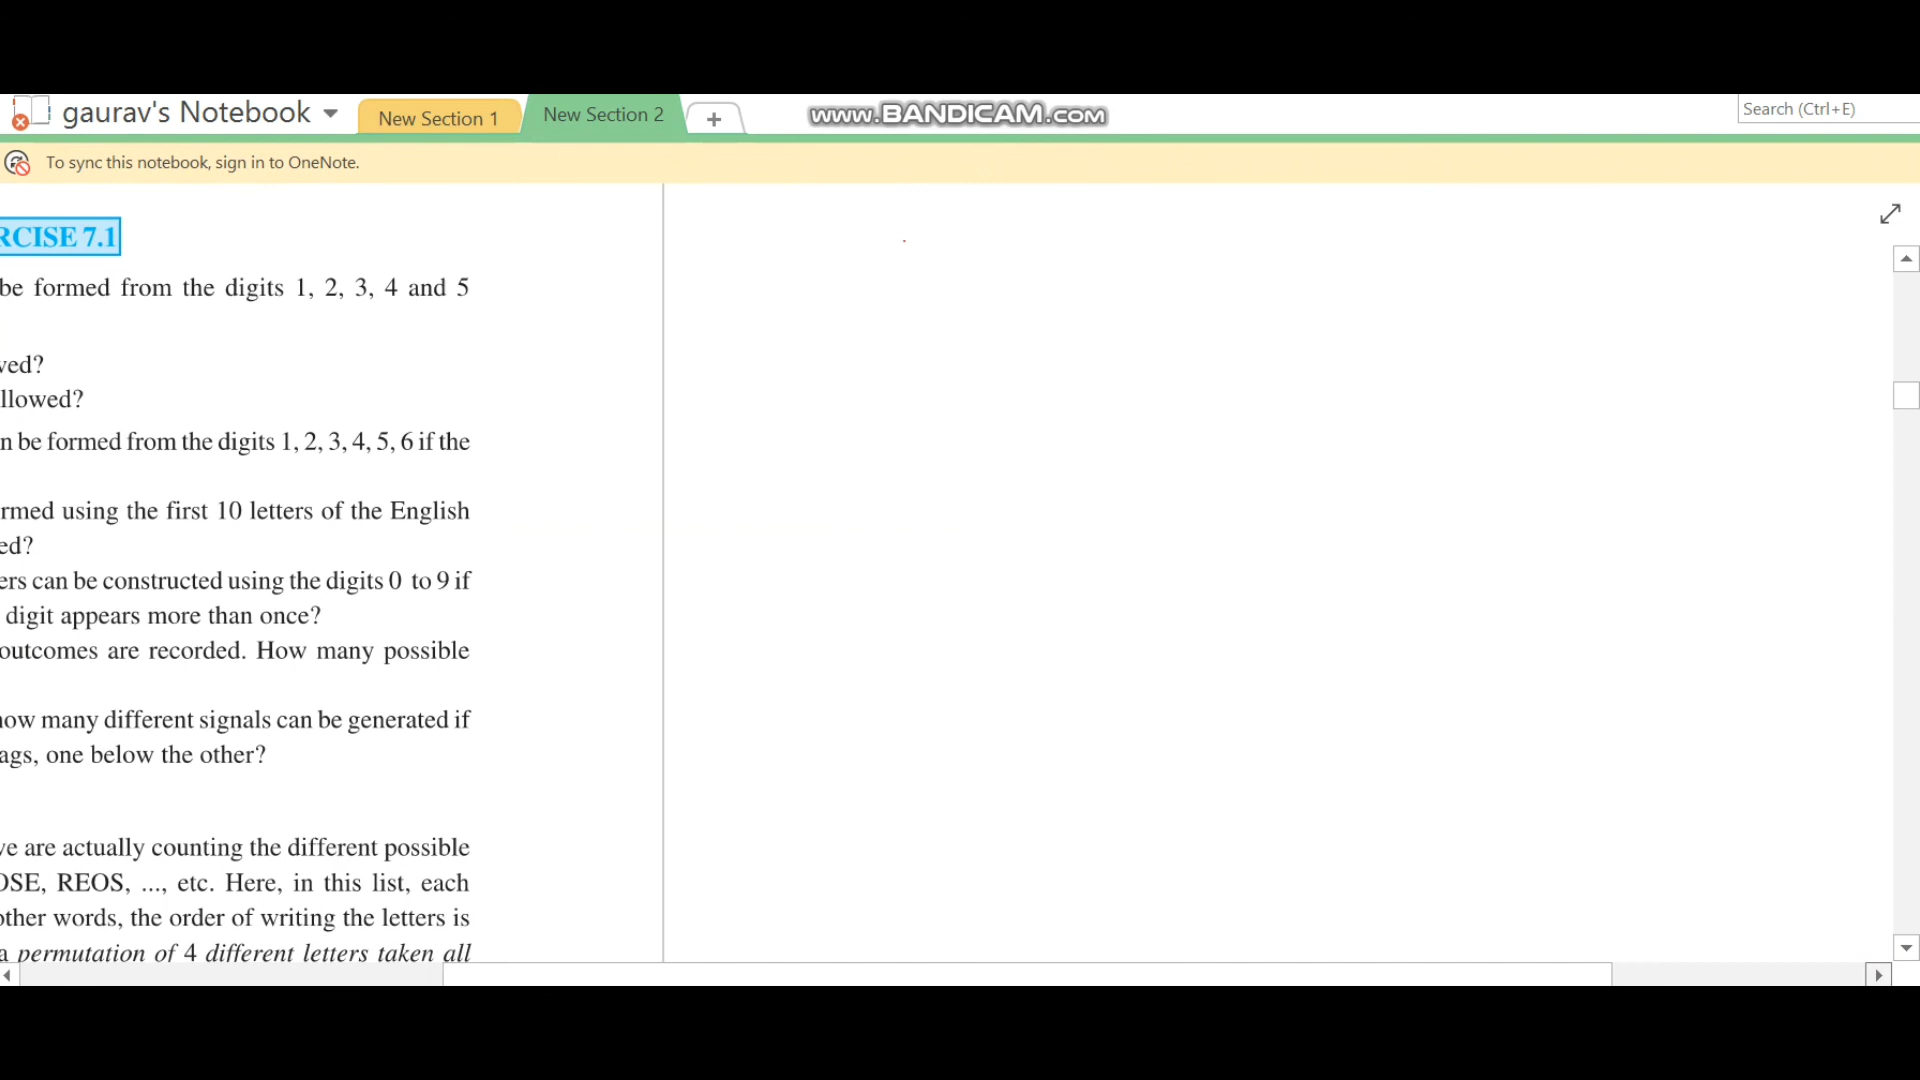 gaurav's Notebook
New Section 1
New Section 2
+
www.BANDICAM.com
Search (Ctrl+E)
To sync this notebook, sign in to OneNote.
RCISE 7.1
be formed from the digits 1, 2, 3, 4 and 5
ved?
llowed?
n be formed from the digits 1, 2, 3, 4, 5, 6 if the
rmed using the first 10 letters of the English
ed?
ers can be constructed using the digits 0 to 9 if
digit appears more than once?
outcomes are recorded. How many possible
how many different signals can be generated if
ags, one below the other?
ve are actually counting the different possible
OSE, REOS, ..., etc. Here, in this list, each
other words, the order of writing the letters is
a permutation of 4 different letters taken all